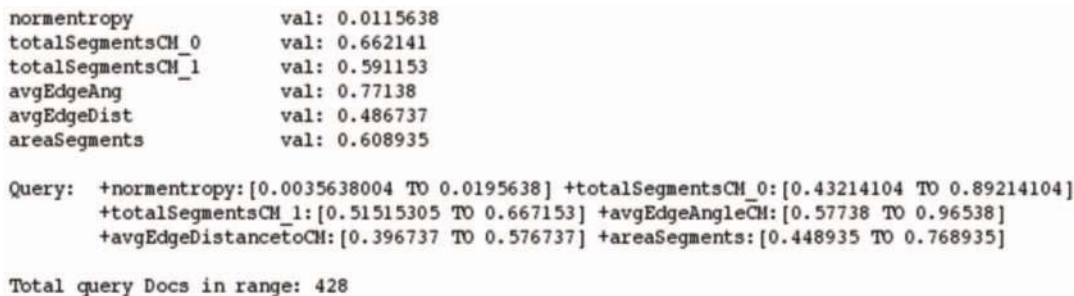 normentropy val: 0.0115638
totalSegmentsCM_0 val: 0.662141
totalSegmentsCM_1 val: 0.591153
avgEdgeAng val: 0.77138
avgEdgeDist val: 0.486737
areaSegments val: 0.608935
Query: +normentropy:[0.0035638004 TO 0.0195638] +totalSegmentsCM_0:[0.43214104 TO 0.89214104]
+totalSegmentsCM_1:[0.51515305 TO 0.667153] +avgEdgeAngleCM:[0.57738 TO 0.96538]
+avgEdgeDistancetoCM:[0.396737 TO 0.576737] +areaSegments:[0.448935 TO 0.768935]
Total query Docs in range: 428